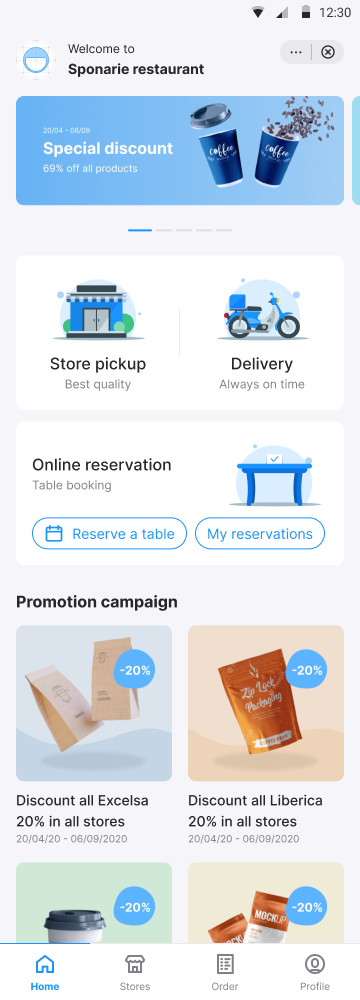 12:30
Welcome to
Sponarie restaurant
20/04 - 06/09
Special discount
69% off all products
coffee
coffee
Store pickup
Best quality
Delivery
Always on time
Online reservation
Table booking
Reserve a table
My reservations
Promotion campaign
-20%
-20%
Zip Lock
Packaging
Discount all Excelsa
20% in all stores
20/04/20 - 06/09/2020
Discount all Liberica
20% in all stores
20/04/20 - 06/09/2020
-20%
-20%
MOCKUP
Home
Stores
Order
Profile